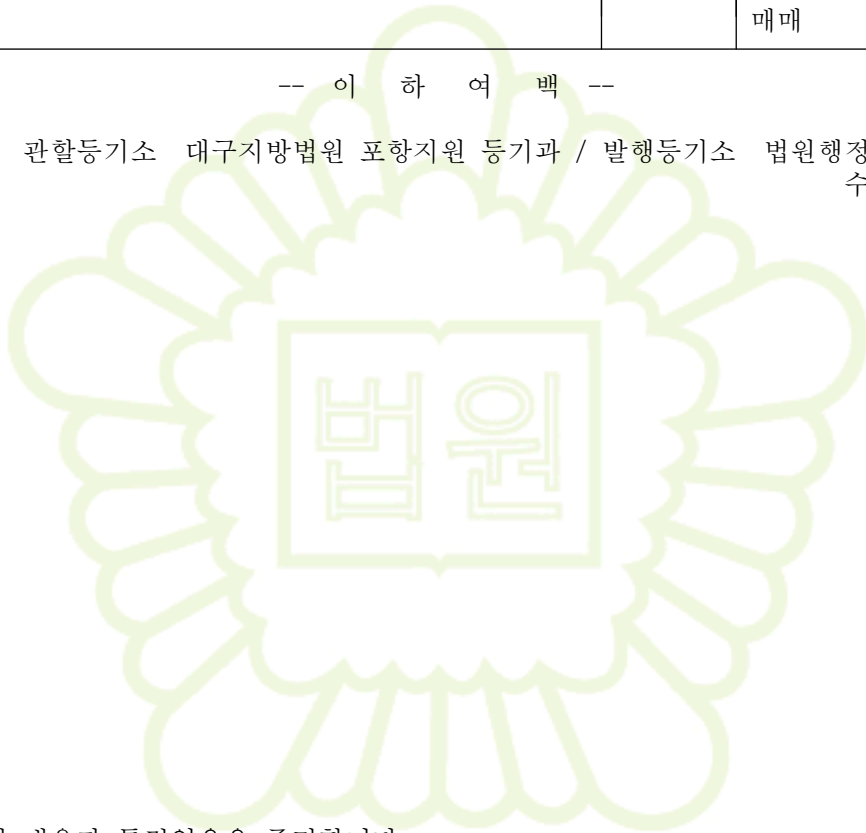 매매
-- 이 하 여 백 --
관할등기소 대구지방법원 포항지원 등기과 / 발행등기소 법원행정
수
법원